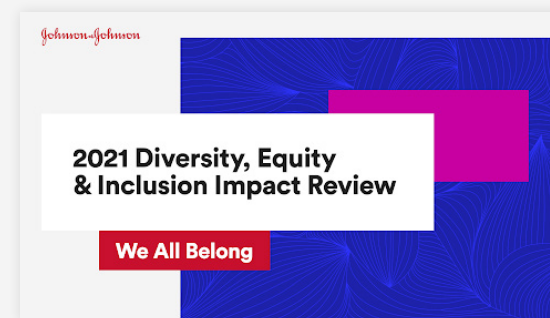 Johnson&Johnson
2021 Diversity, Equity
& Inclusion Impact Review
We All Belong